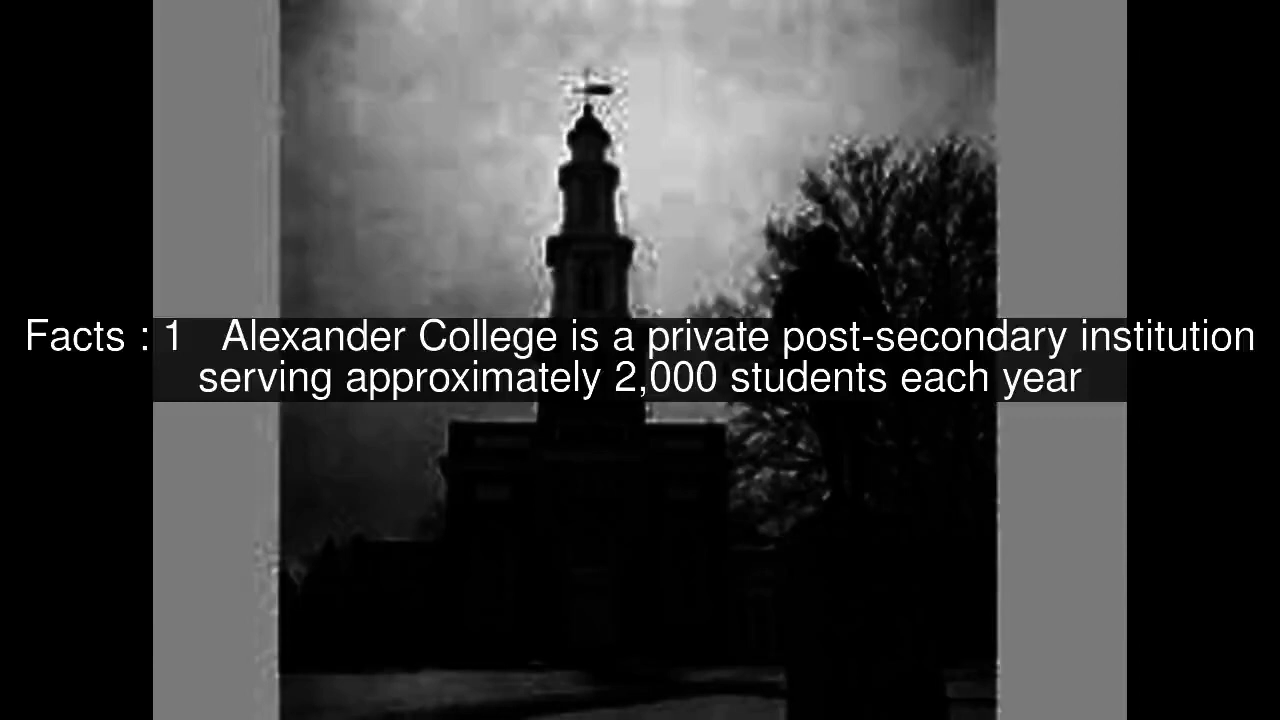 Facts : 1 Alexander College is a private post-secondary institution
serving approximately 2,000 students each year